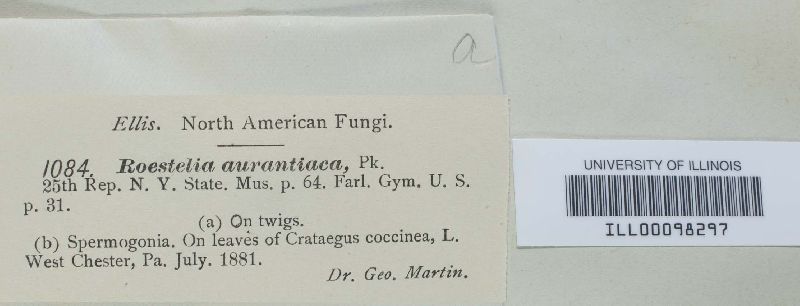 a
Ellis. North American Fungi.
1084. Roestelia aurantiaca, Pk.
25th Rep. N. Y. State. Mus. p. 64. Farl. Gym. U. S.
p. 31.
(a) On twigs.
(b) Spermogonia. On leaves of Crataegus coccinea, L.
West Chester, Pa. July. 1881.
Dr. Geo. Martin.
UNIVERSITY OF ILLINOIS
ILL00098297